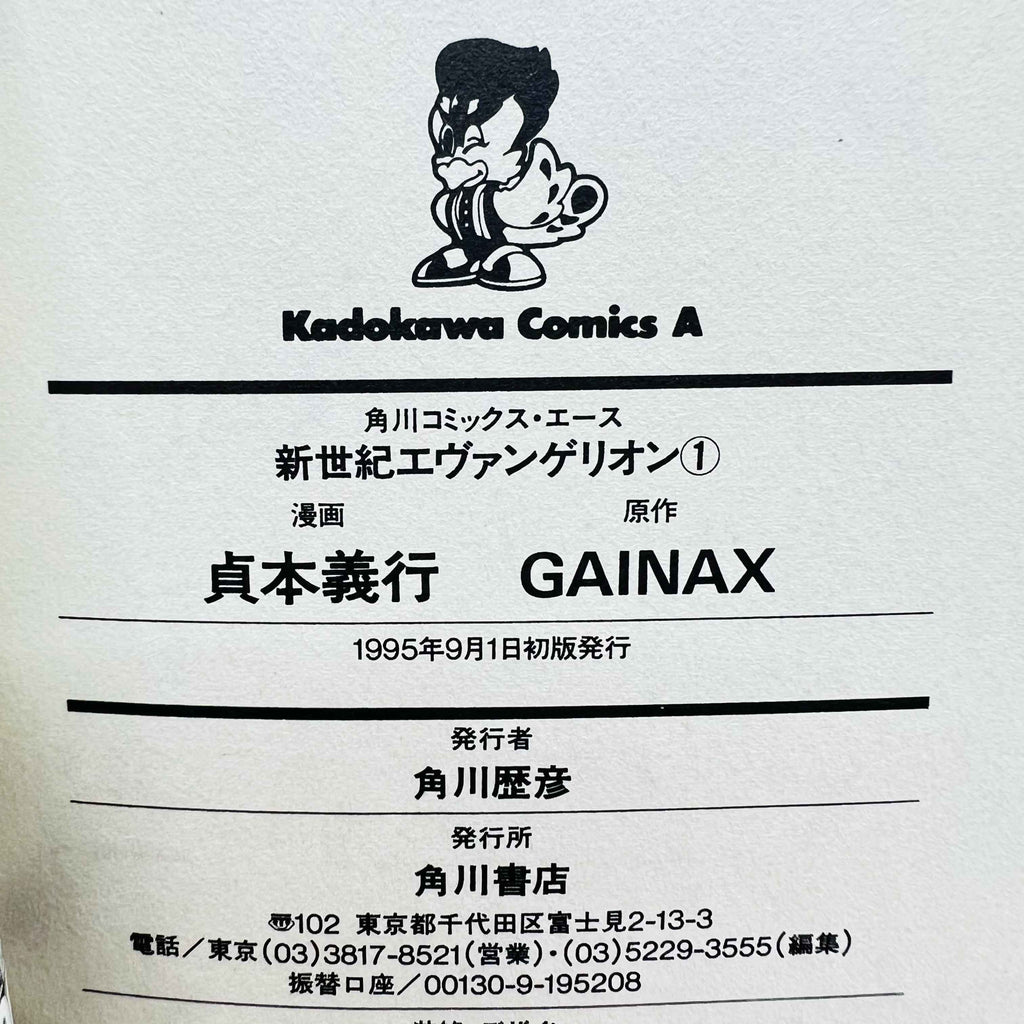 Kadokawa Comics A
角川コミックス・エース
新世紀エヴァンゲリオン①
漫画 原作
貞本義行 GAINAX
1995年9月1日初版発行
発行者
角川歴彦
発行所
角川書店
〠102 東京都千代田区富士見2-13-3
電話／東京(03)3817-8521(営業)・(03)5229-3555(編集)
振替口座／00130-9-195208